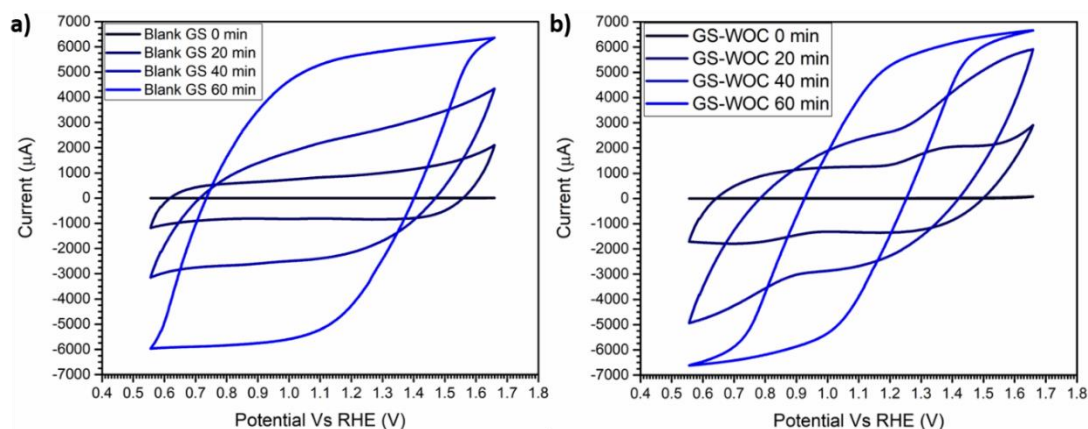 a)
7000
6000
5000
4000
3000
2000
1000
0
-1000
-2000
-3000
-4000
-5000
-6000
-7000
Current (µA)
Blank GS 0 min
Blank GS 20 min
Blank GS 40 min
Blank GS 60 min
0.4 0.5 0.6 0.7 0.8 0.9 1.0 1.1 1.2 1.3 1.4 1.5 1.6 1.7 1.8
Potential Vs RHE (V)
b)
7000
6000
5000
4000
3000
2000
1000
0
-1000
-2000
-3000
-4000
-5000
-6000
-7000
Current (µA)
GS-WOC 0 min
GS-WOC 20 min
GS-WOC 40 min
GS-WOC 60 min
0.4 0.5 0.6 0.7 0.8 0.9 1.0 1.1 1.2 1.3 1.4 1.5 1.6 1.7 1.8
Potential Vs RHE (V)